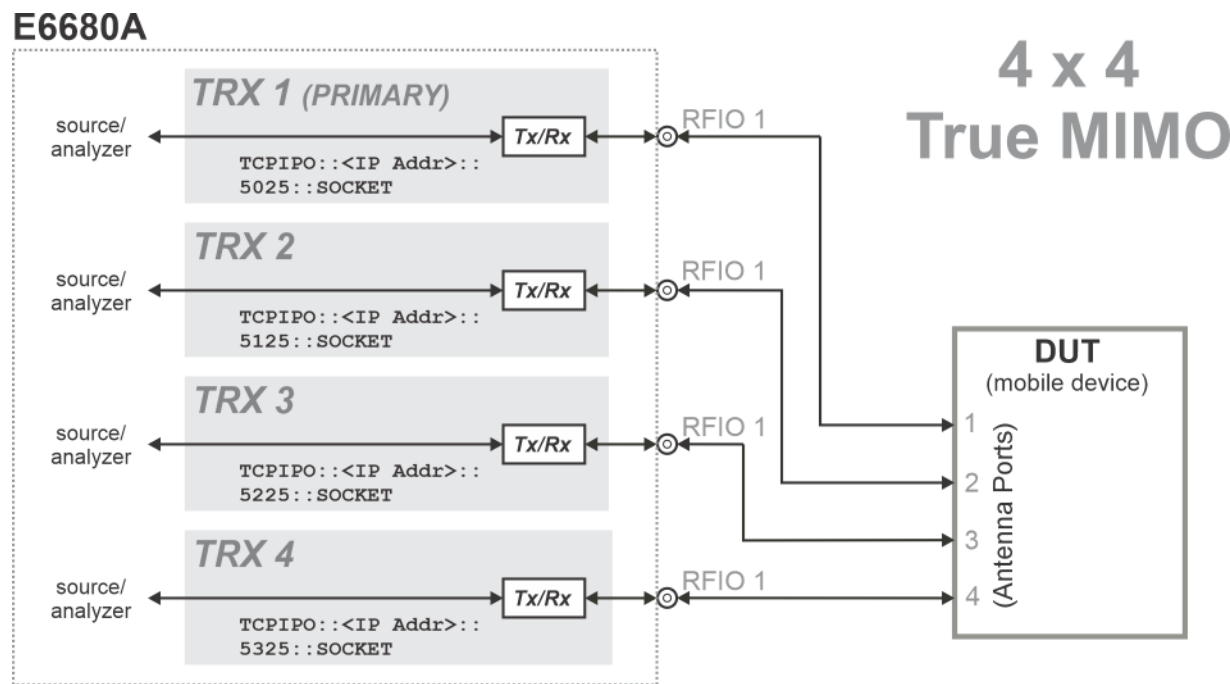 E6680A
4 x 4
True MIMO
TRX 1 (PRIMARY)
source/
analyzer
Tx/Rx
RFIO 1
TCPIPO::<IP Addr>::
5025::SOCKET
TRX 2
source/
analyzer
Tx/Rx
RFIO 1
TCPIPO::<IP Addr>::
5125::SOCKET
TRX 3
source/
analyzer
Tx/Rx
RFIO 1
TCPIPO::<IP Addr>::
5225::SOCKET
TRX 4
source/
analyzer
Tx/Rx
RFIO 1
TCPIPO::<IP Addr>::
5325::SOCKET
DUT
(mobile device)
1
2
3
4
(Antenna Ports)